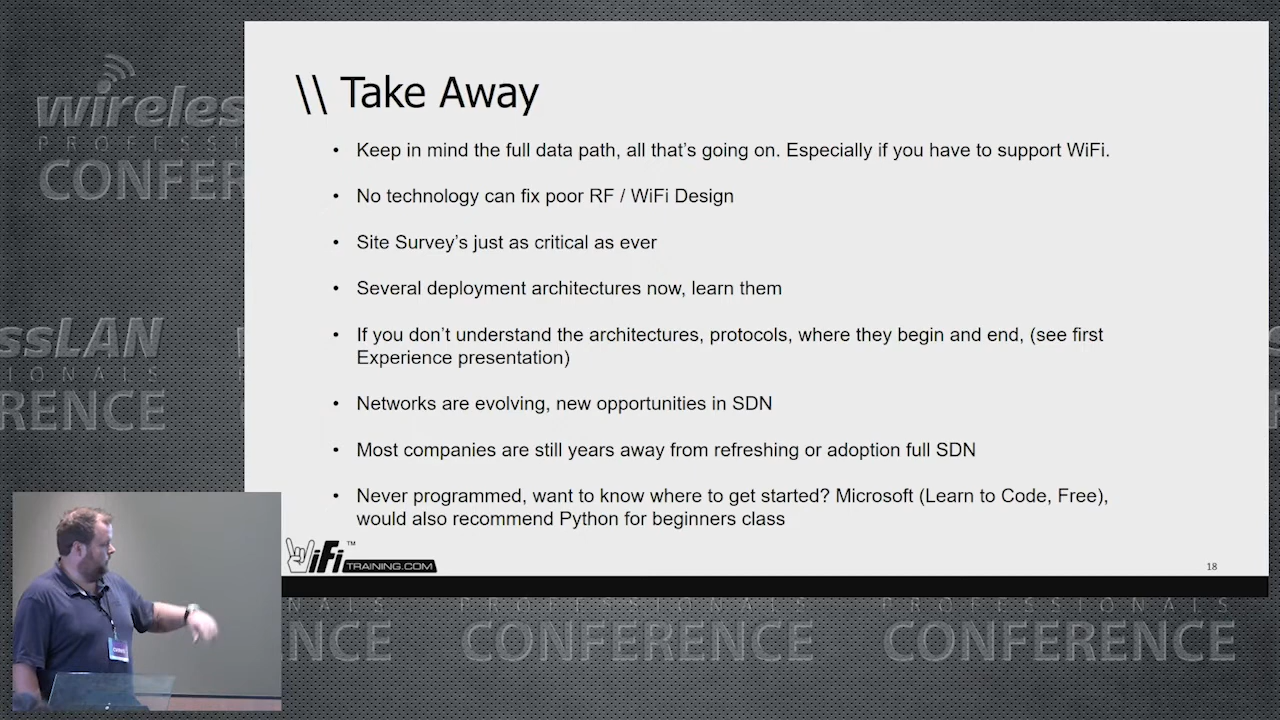 wireless
PROFESSI
CONFER
\\ Take Away
• Keep in mind the full data path, all that's going on. Especially if you have to support WiFi.
• No technology can fix poor RF / WiFi Design
• Site Survey's just as critical as ever
• Several deployment architectures now, learn them
• If you don't understand the architectures, protocols, where they begin and end, (see first
Experience presentation)
• Networks are evolving, new opportunities in SDN
• Most companies are still years away from refreshing or adoption full SDN
• Never programmed, want to know where to get started? Microsoft (Learn to Code, Free),
would also recommend Python for beginners class
WiFi™
TRAINING.COM
18
ssLAN
IONALS
RENCE
NALS
NCE
PROFESSIONALS
CONFERENCE
PROFESSIONALS
CONFERENCE